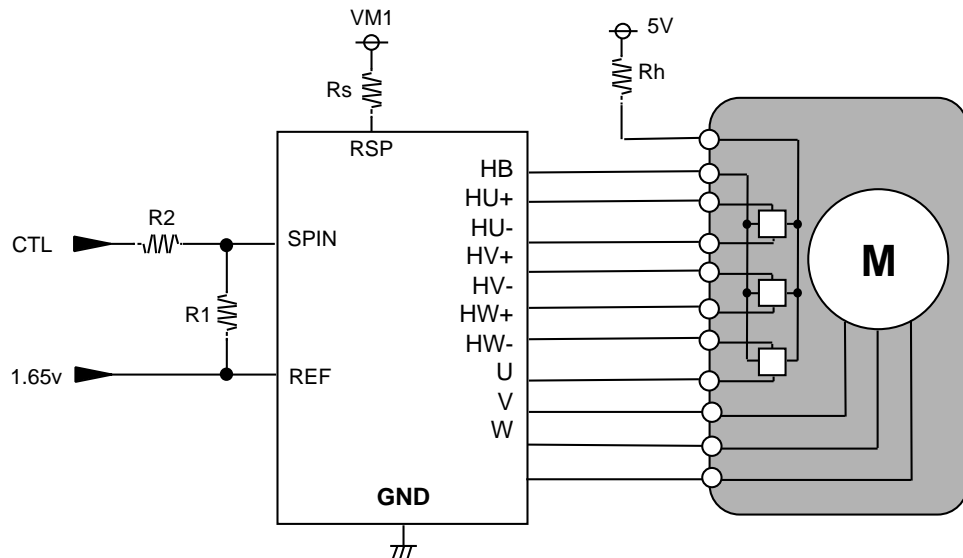 VM1
5V
Rs
Rh
RSP
HB
HU+
R2
HU-
CTL
SPIN
HV+
M
HV-
R1
HW+
HW-
1.65v
REF
U
V
W
GND